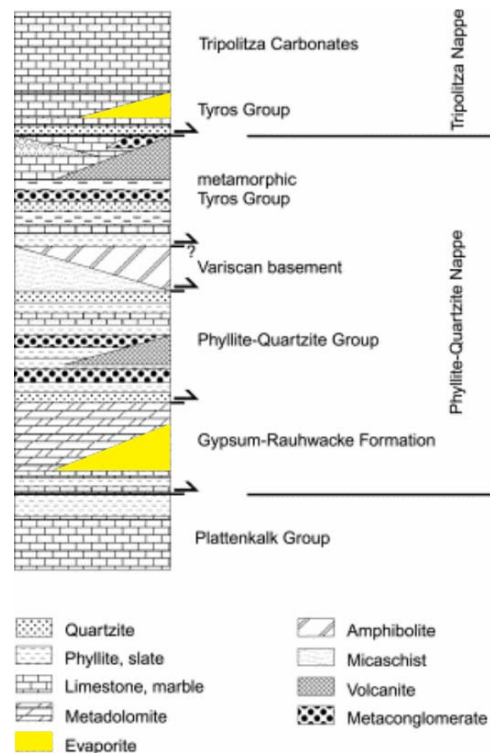 Tripolitza Carbonates
Tripolitza Nappe
Tyros Group
metamorphic
Tyros Group
?
Variscan basement
Phyllite-Quartzite Nappe
Phyllite-Quartzite Group
Gypsum-Rauhwacke Formation
Plattenkalk Group
Quartzite
Phyllite, slate
Limestone, marble
Metadolomite
Evaporite
Amphibolite
Micaschist
Volcanite
Metaconglomerate